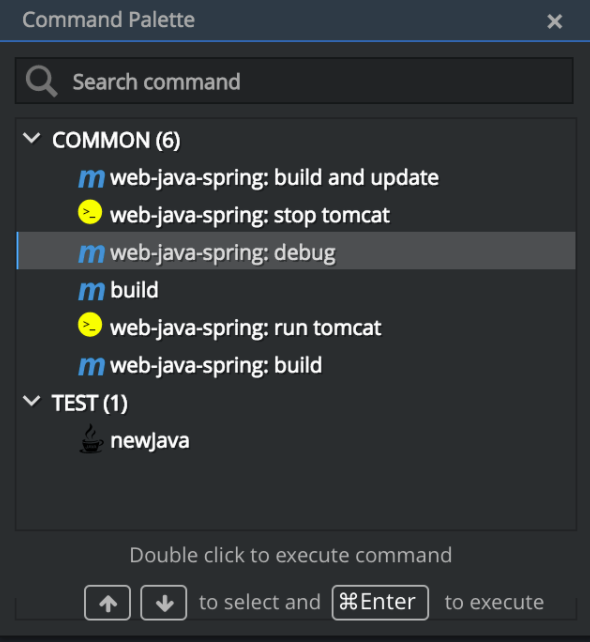 Command Palette
Search command
COMMON (6)
m web-java-spring: build and update
>_ web-java-spring: stop tomcat
m web-java-spring: debug
m build
>_ web-java-spring: run tomcat
m web-java-spring: build
TEST (1)
newJava
Double click to execute command
↑ ↓ to select and ⌘Enter to execute